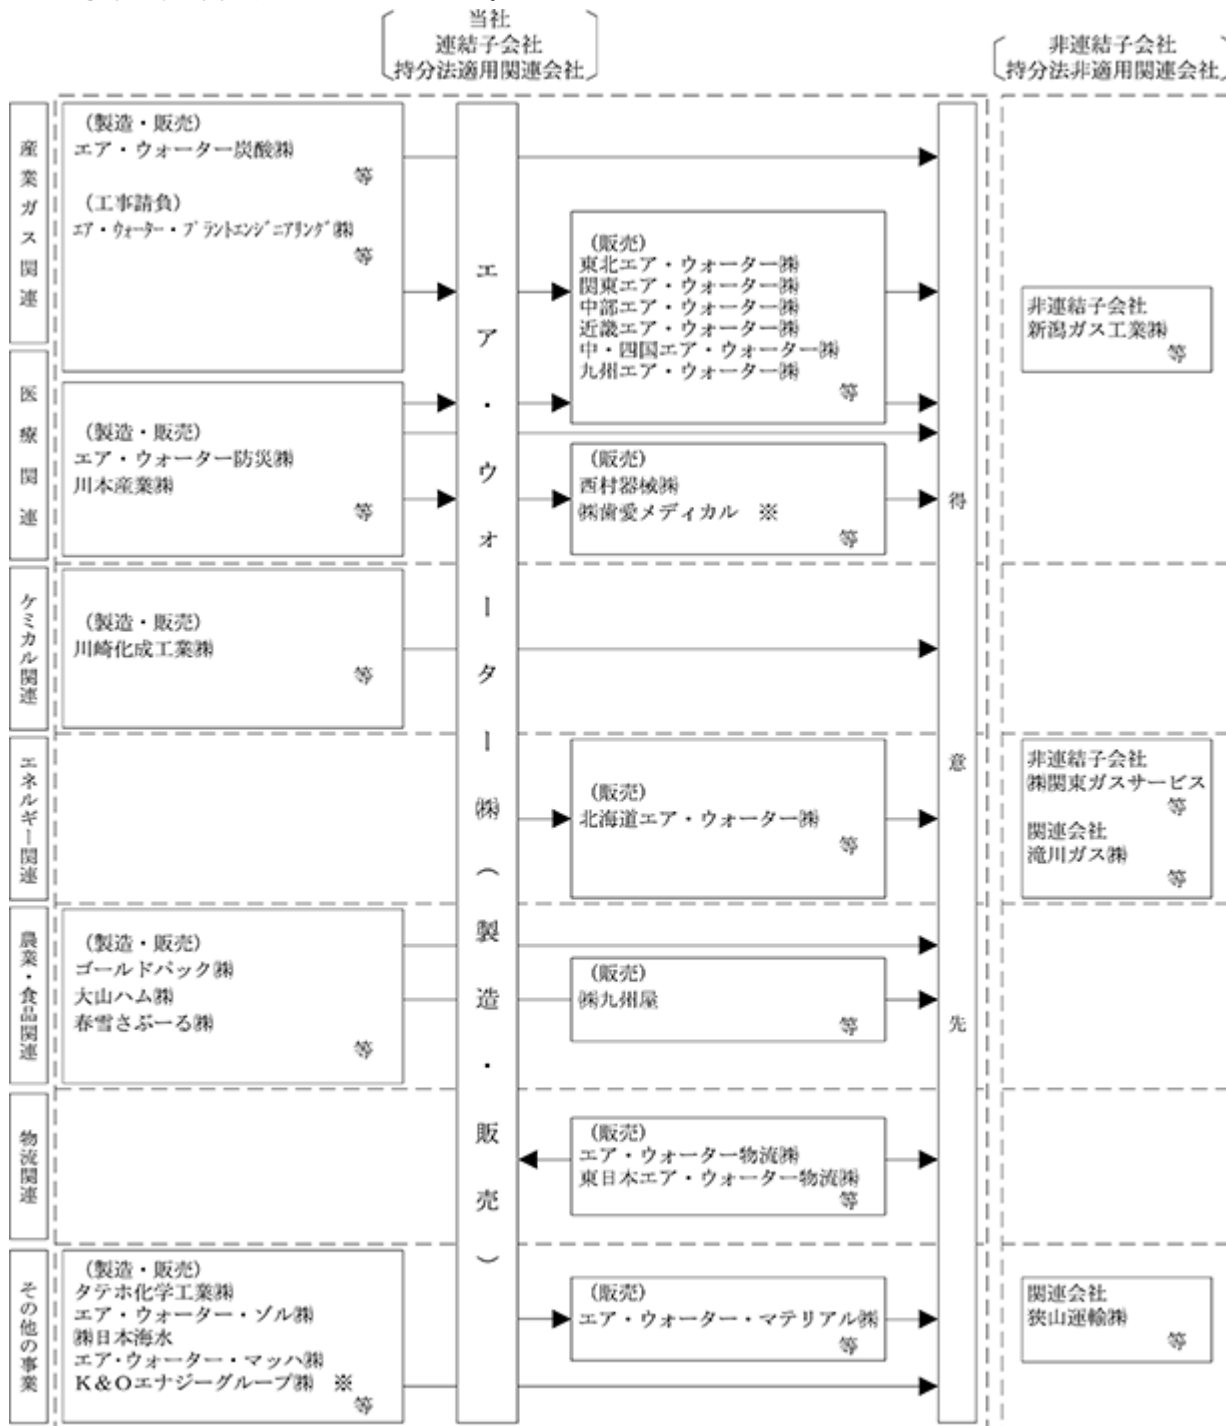 当社
連結子会社
持分法適用関連会社
非連結子会社
持分法非適用関連会社
産業ガス関連
(製造・販売)
エア・ウォーター炭酸㈱
等
(工事請負)
エア・ウォーター・プラントエンジニアリング㈱
等
エア・ウォーター㈱(製造・販売)
(販売)
東北エア・ウォーター㈱
関東エア・ウォーター㈱
中部エア・ウォーター㈱
近畿エア・ウォーター㈱
中・四国エア・ウォーター㈱
九州エア・ウォーター㈱
等
得意先
非連結子会社
新潟ガス工業㈱
等
医療関連
(製造・販売)
エア・ウォーター防災㈱
川本産業㈱
等
(販売)
西村器械㈱
㈱歯愛メディカル ※
等
ケミカル関連
(製造・販売)
川崎化成工業㈱
等
エネルギー関連
(販売)
北海道エア・ウォーター㈱
等
非連結子会社
㈱関東ガスサービス
等
関連会社
滝川ガス㈱
等
農業・食品関連
(製造・販売)
ゴールドパック㈱
大山ハム㈱
春雪さぶーる㈱
等
(販売)
㈱九州屋
等
物流関連
(販売)
エア・ウォーター物流㈱
東日本エア・ウォーター物流㈱
等
その他の事業
(製造・販売)
タテホ化学工業㈱
エア・ウォーター・ゾル㈱
㈱日本海水
エア・ウォーター・マッハ㈱
K&Oエナジーグループ㈱ ※
等
(販売)
エア・ウォーター・マテリアル㈱
等
関連会社
狭山運輸㈱
等